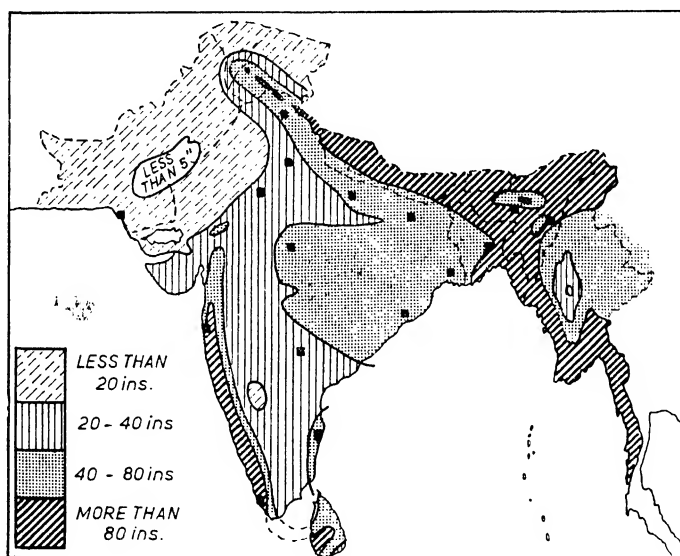 LESS
THAN 5"
LESS THAN
20 ins.
20 - 40 ins
40 - 80 ins
MORE THAN
80 ins.